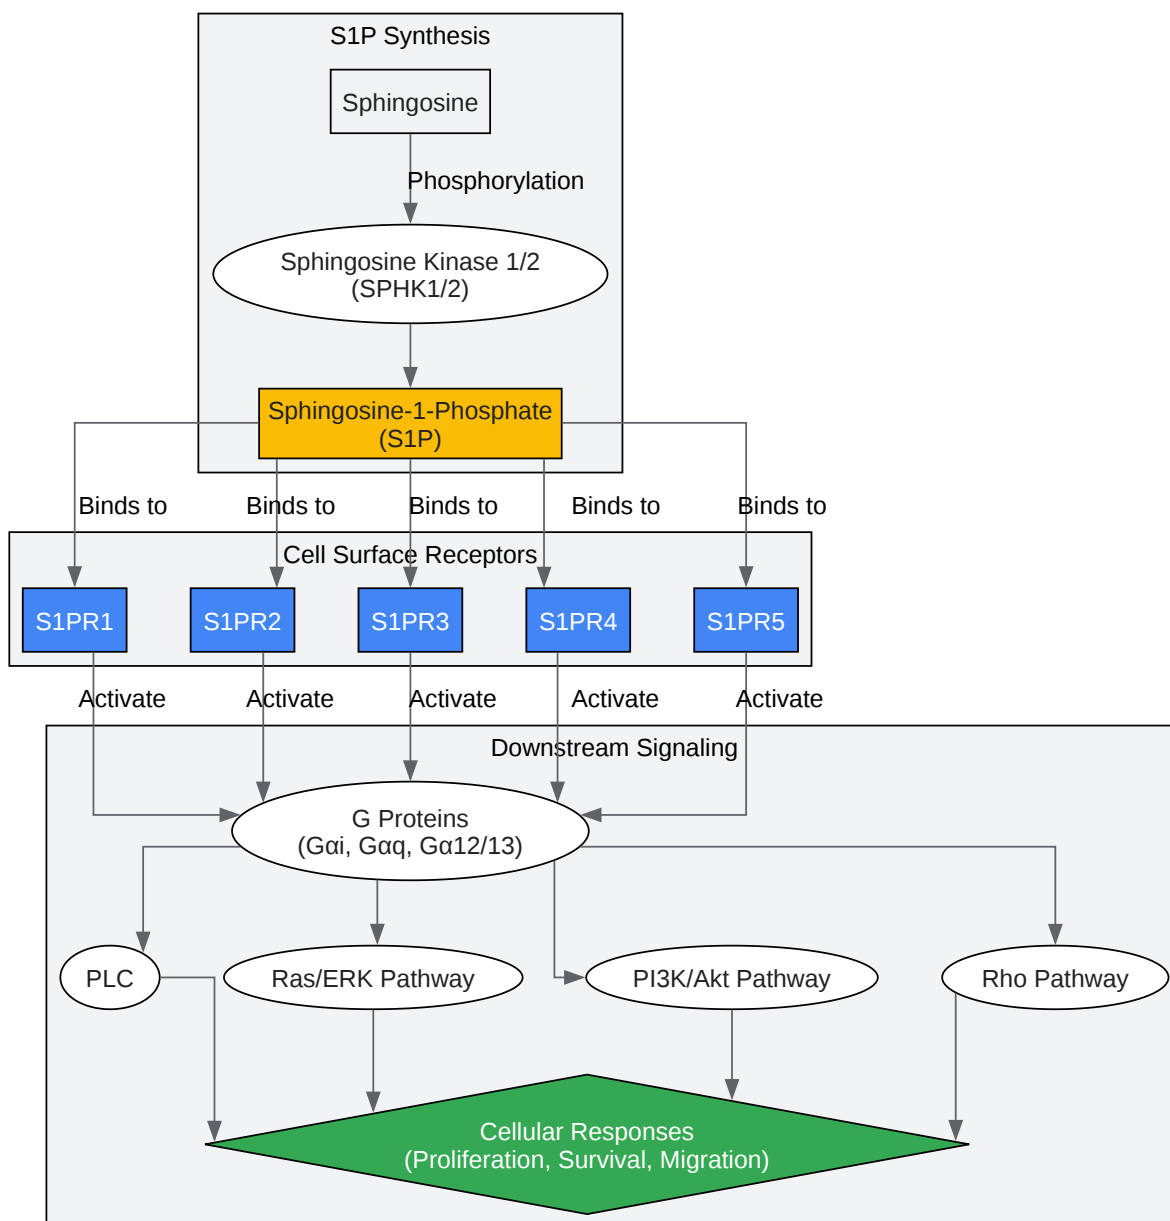 S1P Synthesis
Sphingosine
Phosphorylation
Sphingosine Kinase 1/2
(SPHK1/2)
Sphingosine-1-Phosphate
(S1P)
Binds to
Binds to
Binds to
Binds to
Binds to
Cell Surface Receptors
S1PR1
S1PR2
S1PR3
S1PR4
S1PR5
Activate
Activate
Activate
Activate
Activate
Downstream Signaling
G Proteins
(Gαi, Gαq, Gα12/13)
PLC
Ras/ERK Pathway
PI3K/Akt Pathway
Rho Pathway
Cellular Responses
(Proliferation, Survival, Migration)